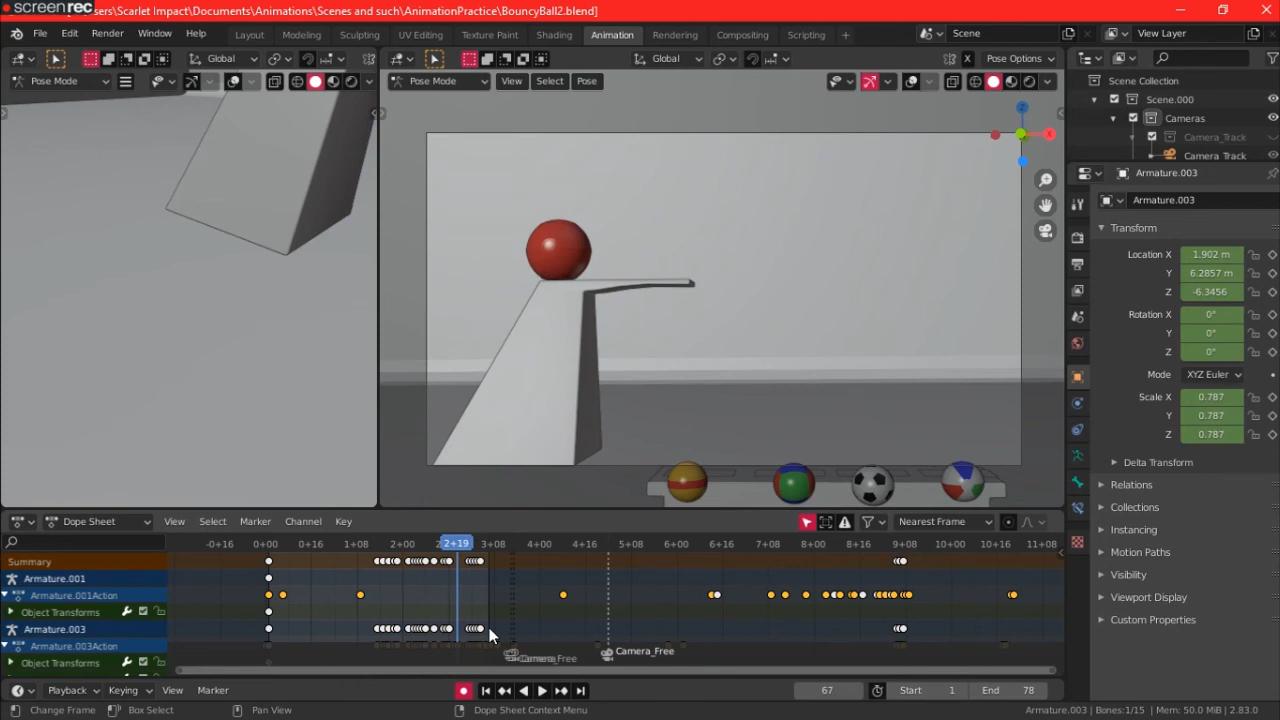 screenrec
ers\Scarlet Impact\Documents\Animations\Scenes and such\AnimationPractice\BouncyBall2.blend]
File Edit Render Window Help
Layout Modeling Sculpting UV Editing Texture Paint Shading Animation Rendering Compositing Scripting +
Scene View Layer
Global Global X Pose Options
Pose Mode Pose Mode View Select Pose
Scene Collection
Scene.000
Cameras
Camera_Track
Camera Track
Z
X
Armature.003
Armature.003
Transform
Location X 1.902 m
Y 6.2857 m
Z -6.3456
Rotation X 0°
Y 0°
Z 0°
Mode XYZ Euler
Scale X 0.787
Y 0.787
Z 0.787
Delta Transform
Relations
Collections
Instancing
Motion Paths
Visibility
Viewport Display
Custom Properties
Dope Sheet View Select Marker Channel Key Nearest Frame
-0+16 0+00 0+16 1+08 2+00 2+19 3+08 4+00 4+16 5+08 6+00 6+16 7+08 8+00 8+16 9+08 10+00 10+16 11+08
Summary
Armature.001
Armature.001Action
Object Transforms
Armature.003
Armature.003Action
Object Transforms
Camera_Free
Camera_Free
Playback Keying View Marker 67 Start 1 End 78
Change Frame Box Select Pan View Dope Sheet Context Menu Armature.003 | Bones:1/15 | Mem: 50.0 MiB | 2.83.0